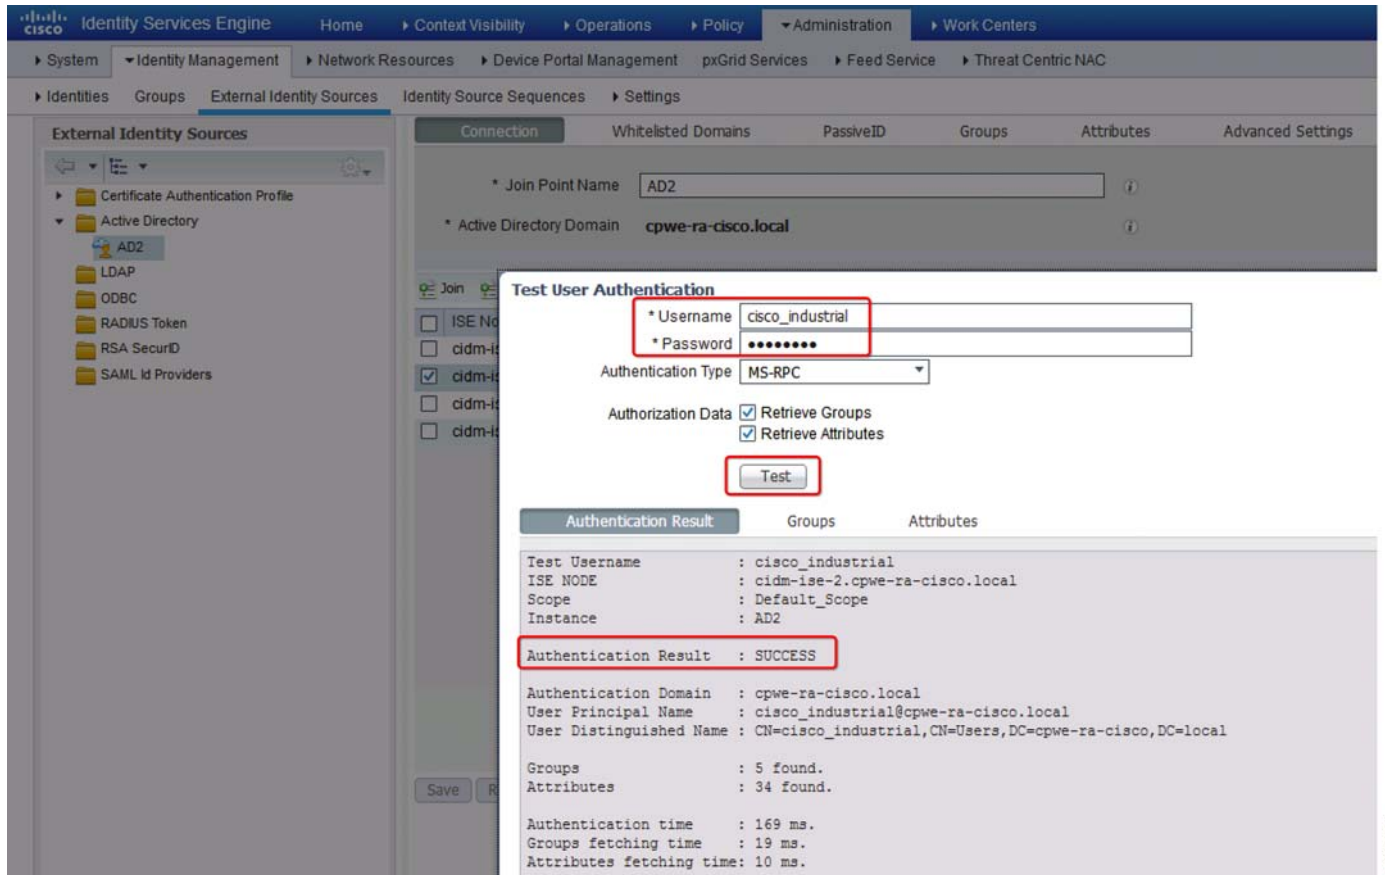 cisco Identity Services Engine Home Context Visibility Operations Policy Administration Work Centers
System Identity Management Network Resources Device Portal Management pxGrid Services Feed Service Threat Centric NAC
Identities Groups External Identity Sources Identity Source Sequences Settings
External Identity Sources
Certificate Authentication Profile
Active Directory
AD2
LDAP
ODBC
RADIUS Token
RSA SecurID
SAML Id Providers
Connection Whitelisted Domains PassiveID Groups Attributes Advanced Settings
* Join Point Name AD2
* Active Directory Domain cpwe-ra-cisco.local
Join
ISE No
cidm-is
cidm-is
cidm-is
cidm-is
Save R
Test User Authentication
* Username cisco_industrial
* Password ●●●●●●●●
Authentication Type MS-RPC
Authorization Data Retrieve Groups
Retrieve Attributes
Test
Authentication Result Groups Attributes
Test Username : cisco_industrial
ISE NODE : cidm-ise-2.cpwe-ra-cisco.local
Scope : Default_Scope
Instance : AD2
Authentication Result : SUCCESS
Authentication Domain : cpwe-ra-cisco.local
User Principal Name : cisco_industrial@cpwe-ra-cisco.local
User Distinguished Name : CN=cisco_industrial,CN=Users,DC=cpwe-ra-cisco,DC=local
Groups : 5 found.
Attributes : 34 found.
Authentication time : 169 ms.
Groups fetching time : 19 ms.
Attributes fetching time: 10 ms.